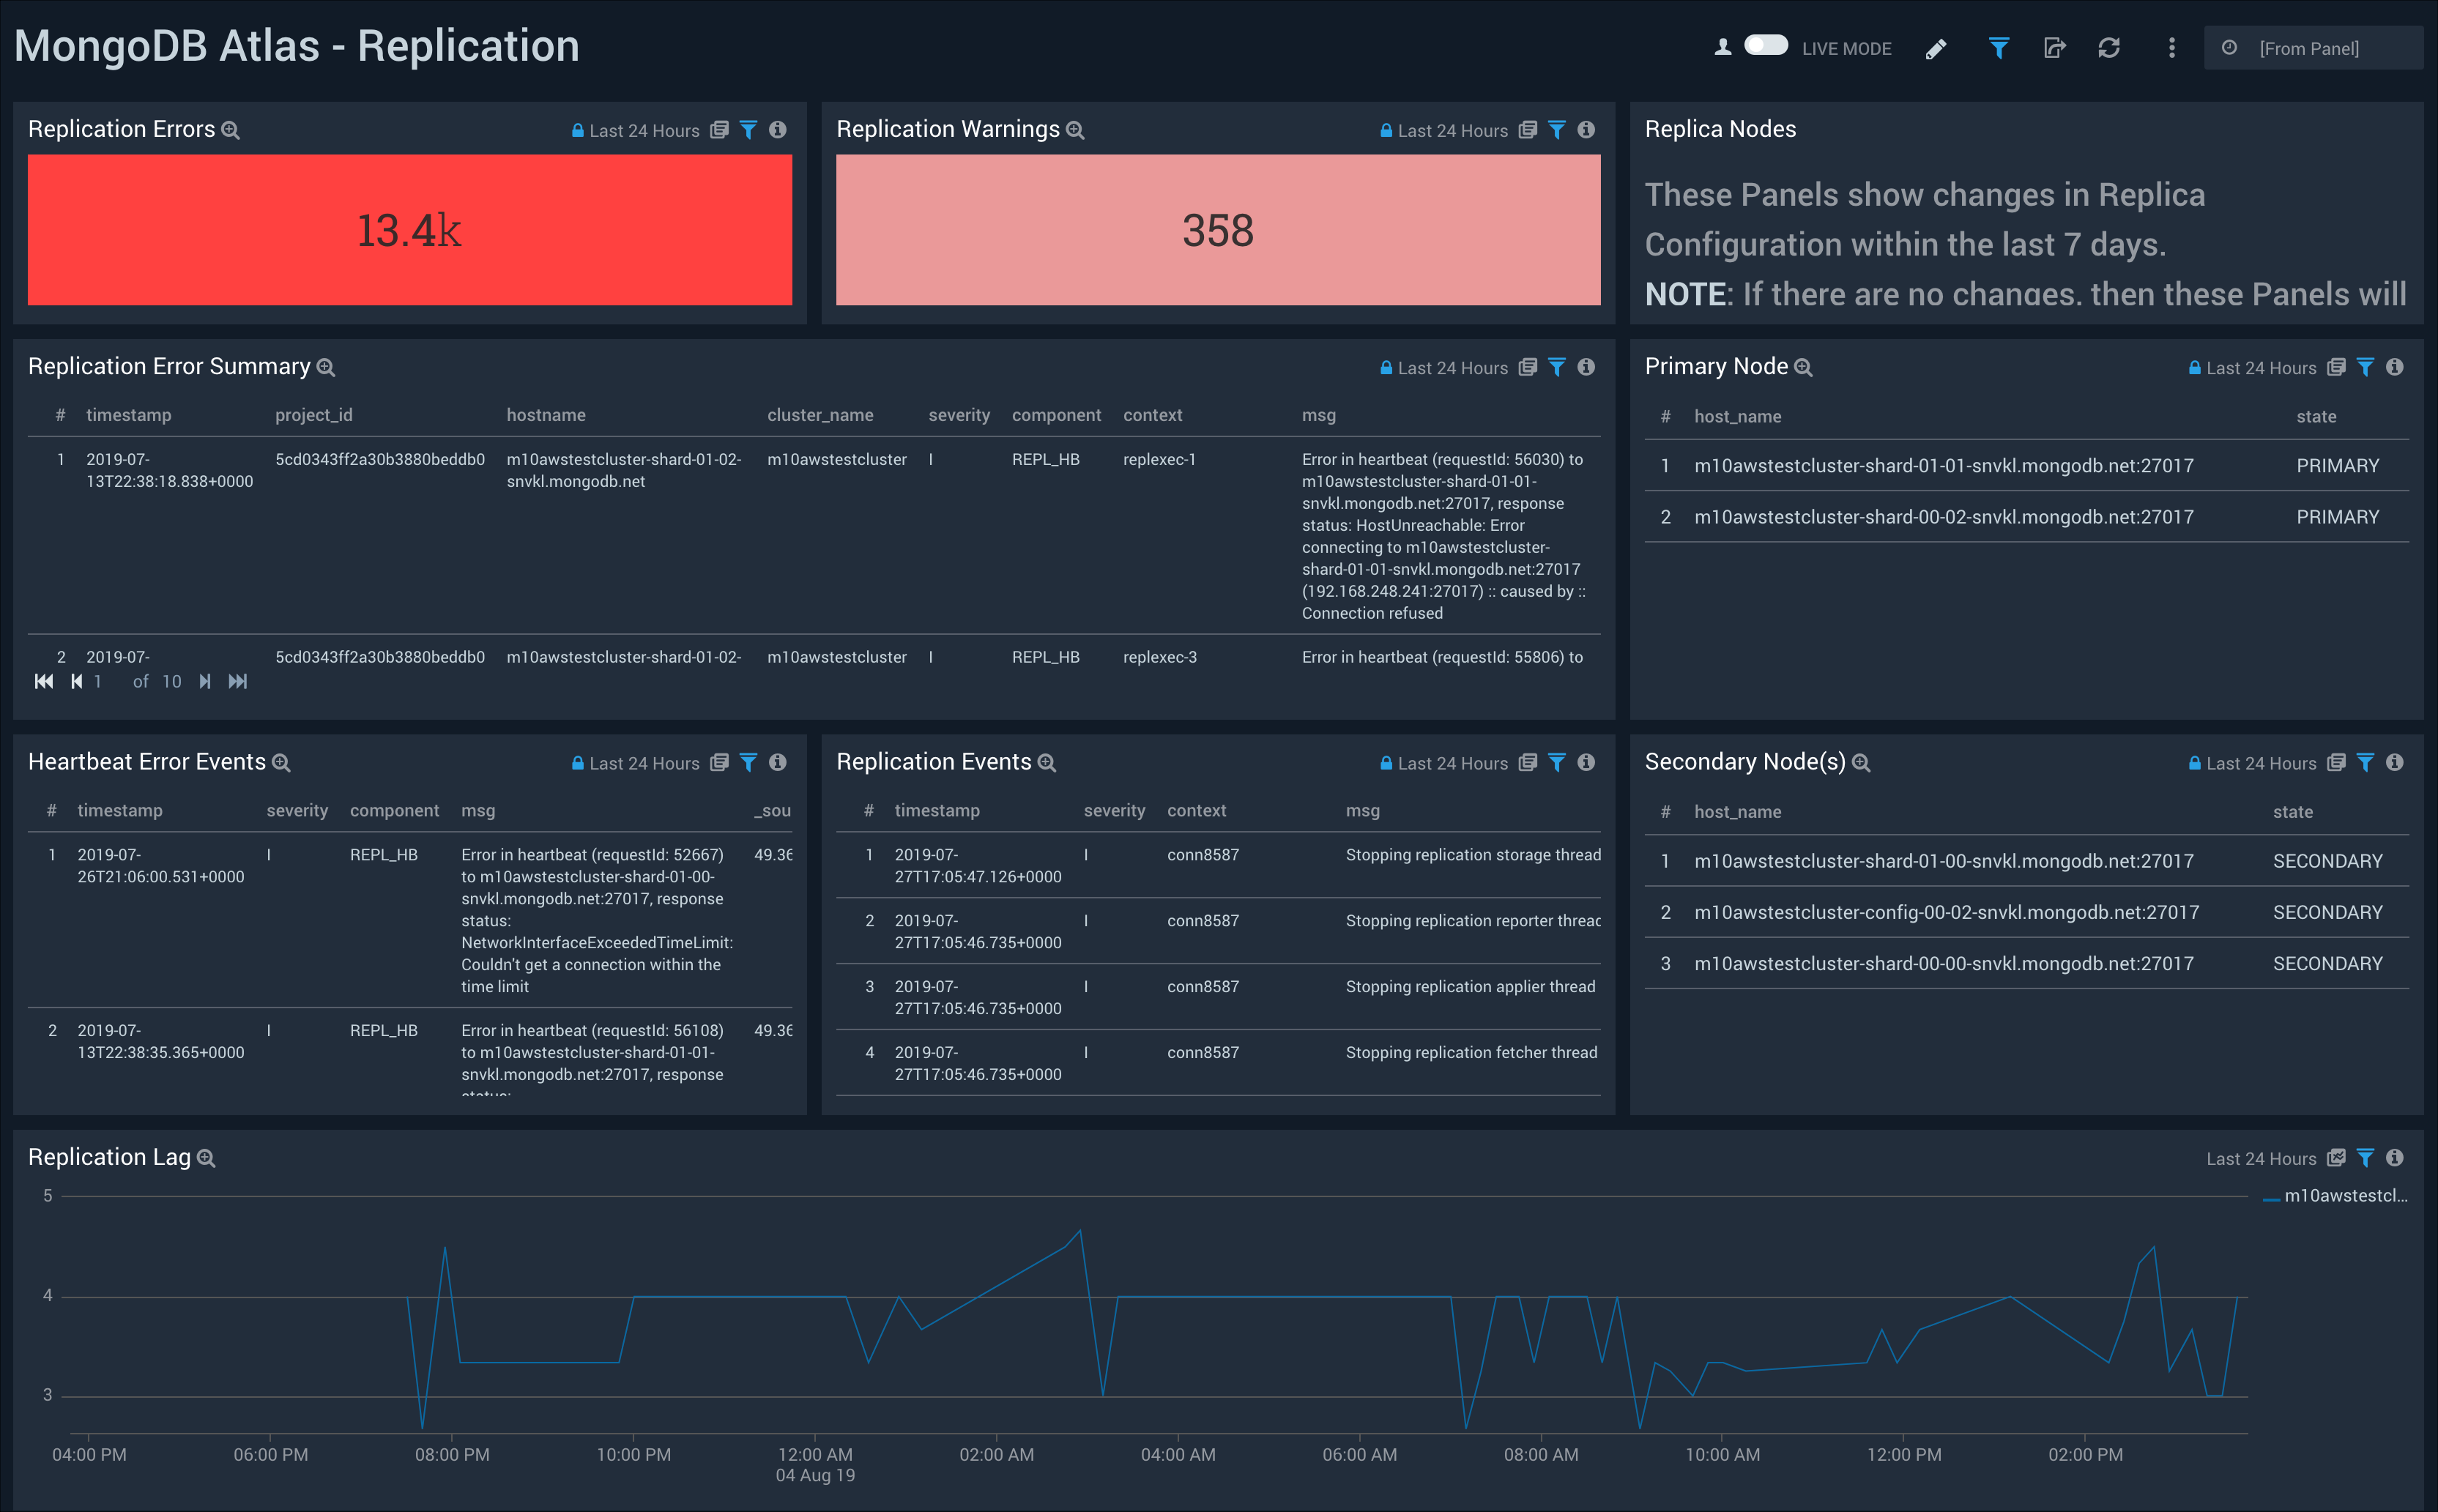 MongoDB Atlas - Replication
LIVE MODE
[From Panel]
Replication Errors
Last 24 Hours
13.4k
Replication Warnings
Last 24 Hours
358
Replica Nodes
These Panels show changes in Replica
Configuration within the last 7 days.
NOTE: If there are no changes, then these Panels will
Replication Error Summary
Last 24 Hours
# timestamp project_id hostname cluster_name severity component context msg
1 2019-07- 5cd0343ff2a30b3880beddb0 m10awstestcluster-shard-01-02- m10awstestcluster I REPL_HB replexec-1 Error in heartbeat (requestId: 56030) to
13T22:38:18.838+0000 snvkl.mongodb.net m10awstestcluster-shard-01-01-
snvkl.mongodb.net:27017, response
status: HostUnreachable: Error
connecting to m10awstestcluster-
shard-01-01-snvkl.mongodb.net:27017
(192.168.248.241:27017) :: caused by ::
Connection refused
2 2019-07- 5cd0343ff2a30b3880beddb0 m10awstestcluster-shard-01-02- m10awstestcluster I REPL_HB replexec-3 Error in heartbeat (requestId: 55806) to
1 of 10
Primary Node
Last 24 Hours
# host_name state
1 m10awstestcluster-shard-01-01-snvkl.mongodb.net:27017 PRIMARY
2 m10awstestcluster-shard-00-02-snvkl.mongodb.net:27017 PRIMARY
Heartbeat Error Events
Last 24 Hours
# timestamp severity component msg _sou
1 2019-07- I REPL_HB Error in heartbeat (requestId: 52667) 49.36
26T21:06:00.531+0000 to m10awstestcluster-shard-01-00-
snvkl.mongodb.net:27017, response
status:
NetworkInterfaceExceededTimeLimit:
Couldn't get a connection within the
time limit
2 2019-07- I REPL_HB Error in heartbeat (requestId: 56108) 49.36
13T22:38:35.365+0000 to m10awstestcluster-shard-01-01-
snvkl.mongodb.net:27017, response
status:
Replication Events
Last 24 Hours
# timestamp severity context msg
1 2019-07- I conn8587 Stopping replication storage thread
27T17:05:47.126+0000
2 2019-07- I conn8587 Stopping replication reporter thread
27T17:05:46.735+0000
3 2019-07- I conn8587 Stopping replication applier thread
27T17:05:46.735+0000
4 2019-07- I conn8587 Stopping replication fetcher thread
27T17:05:46.735+0000
Secondary Node(s)
Last 24 Hours
# host_name state
1 m10awstestcluster-shard-01-00-snvkl.mongodb.net:27017 SECONDARY
2 m10awstestcluster-config-00-02-snvkl.mongodb.net:27017 SECONDARY
3 m10awstestcluster-shard-00-00-snvkl.mongodb.net:27017 SECONDARY
Replication Lag
Last 24 Hours
5
m10awstestcl...
4
3
04:00 PM 06:00 PM 08:00 PM 10:00 PM 12:00 AM 02:00 AM 04:00 AM 06:00 AM 08:00 AM 10:00 AM 12:00 PM 02:00 PM
04 Aug 19